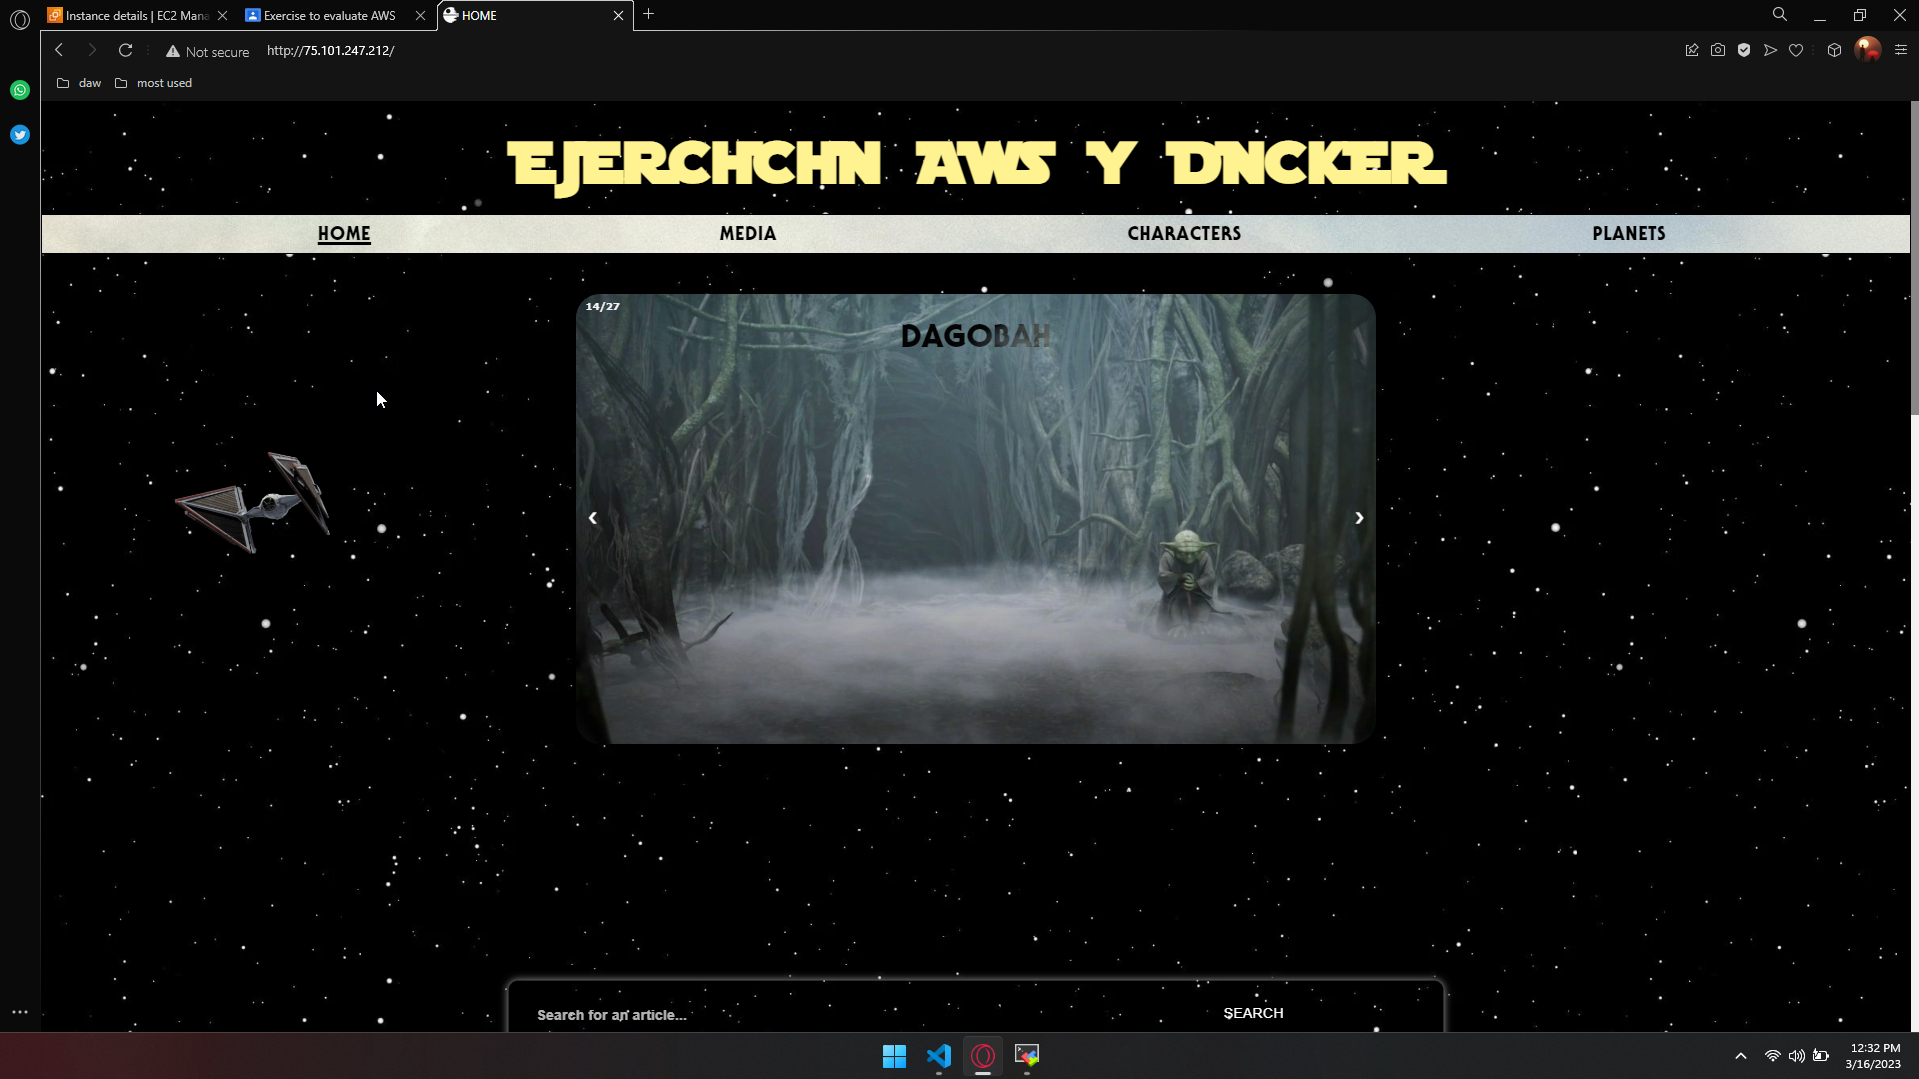 Instance details | EC2 Mana
Exercise to evaluate AWS
HOME
Not secure
http://75.101.247.212/
daw
most used
EJERCHCHN AWS Y DNCKER
HOME
MEDIA
CHARACTERS
PLANETS
14/27
DAGOBAH
Search for an article...
SEARCH
12:32 PM
3/16/2023